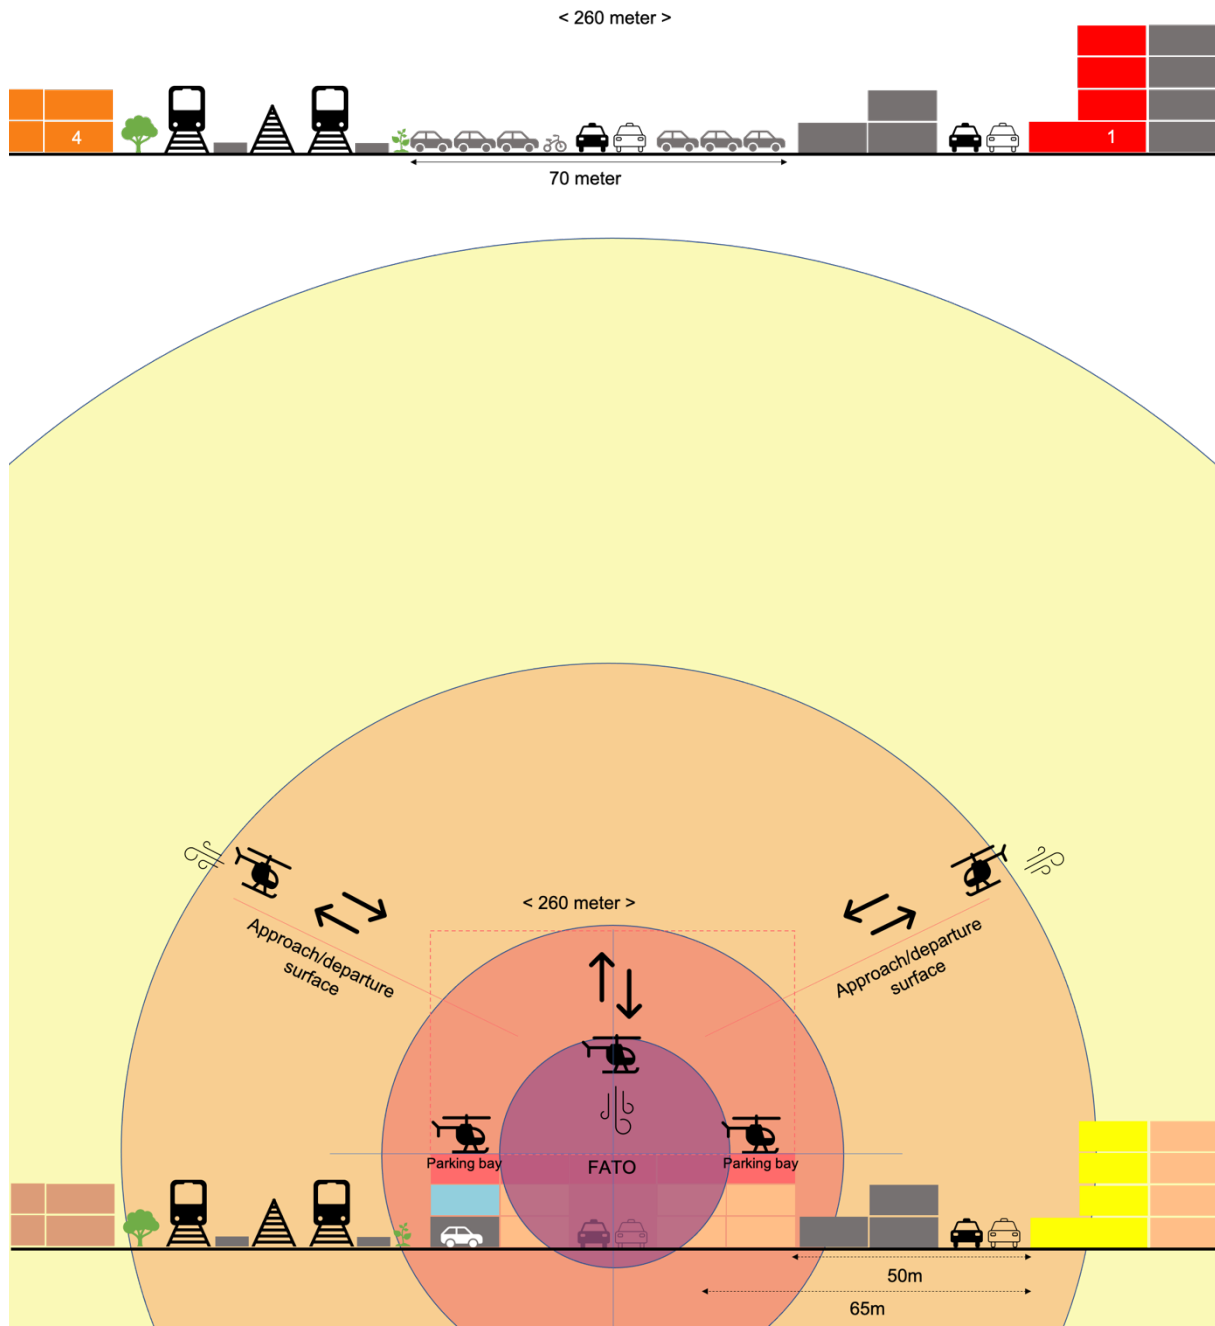 < 260 meter >
4
1
70 meter
< 260 meter >
Approach/departure
surface
Approach/departure
surface
Parking bay
FATO
Parking bay
50m
65m